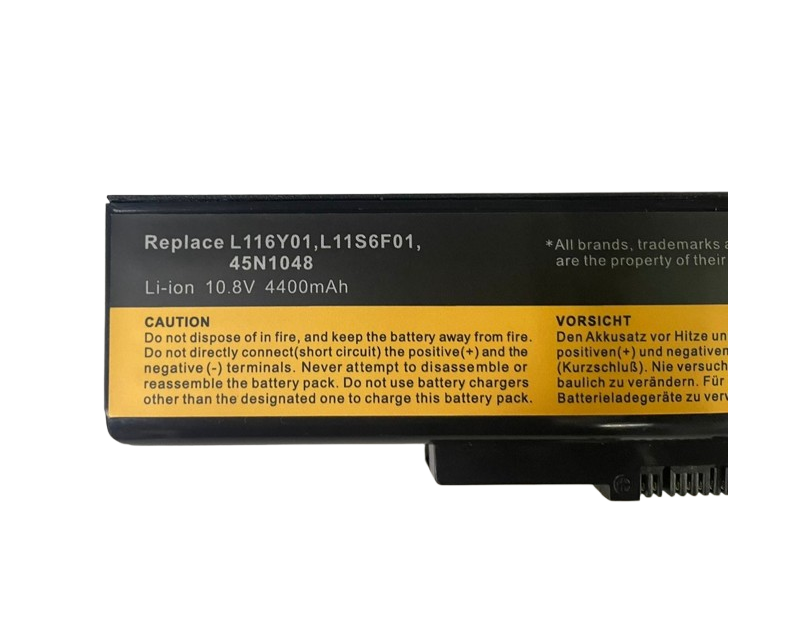 Replace L116Y01,L11S6F01,
45N1048
Li-ion 10.8V 4400mAh
*All brands, trademarks
are the property of their
CAUTION
Do not dispose of in fire, and keep the battery away from fire.
Do not directly connect(short circuit) the positive(+) and the
negative (-) terminals. Never attempt to disassemble or
reassemble the battery pack. Do not use battery chargers
other than the designated one to charge this battery pack.
VORSICHT
Den Akkusatz vor Hitze un
positiven(+) und negativen
(Kurzschluß). Nie versuch
baulich zu verändern. Für
Batterieladegeräte zu verw